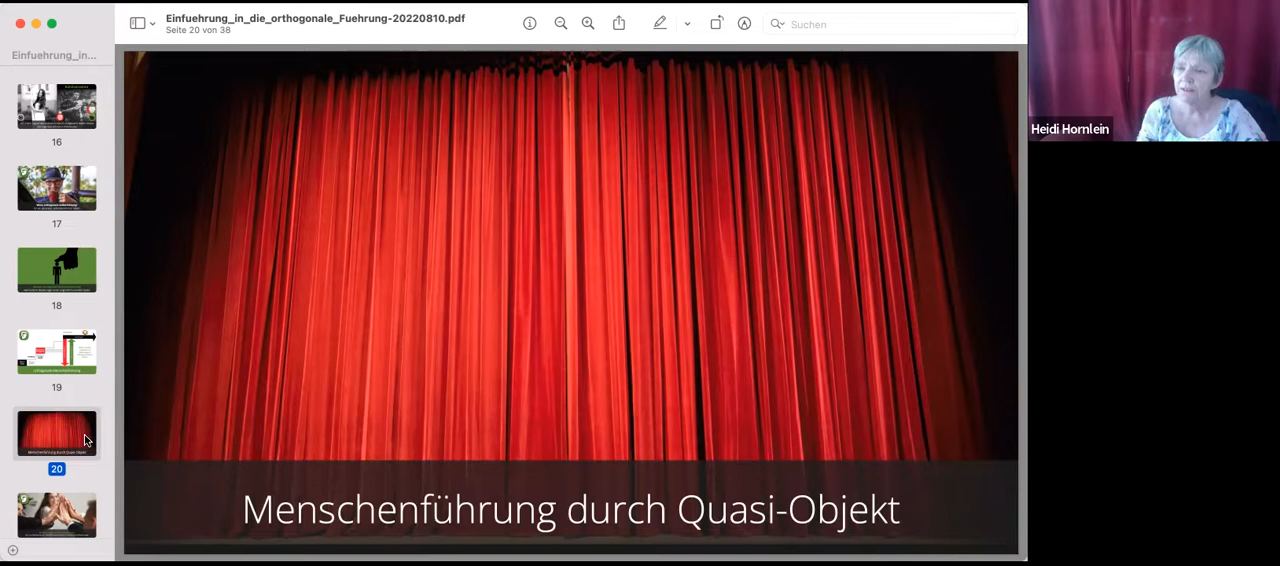 Einfuehrung_in_die_orthogonale_Fuehrung-20220810.pdf
Seite 20 von 38
Suchen
Einfuehrung_in...
16
17
18
19
20
Menschenführung durch Quasi-Objekt
Heidi Hornlein